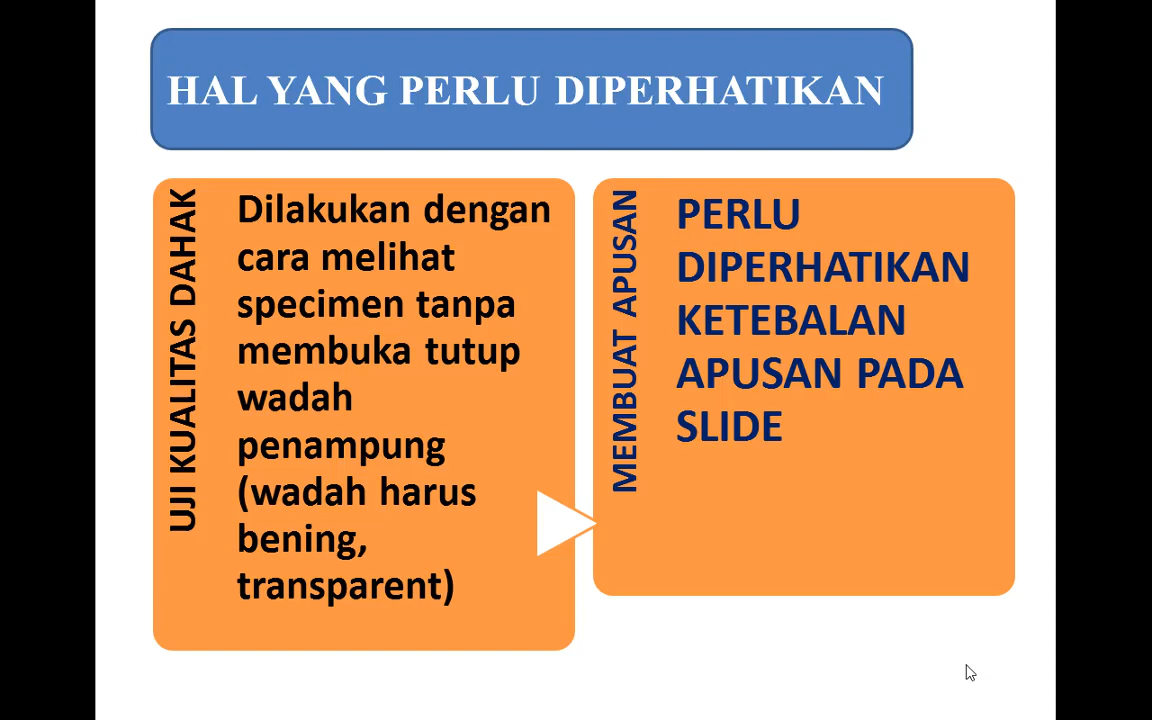 HAL YANG PERLU DIPERHATIKAN
UJI KUALITAS DAHAK
Dilakukan dengan
cara melihat
specimen tanpa
membuka tutup
wadah
penampung
(wadah harus
bening,
transparent)
MEMBUAT APUSAN
PERLU
DIPERHATIKAN
KETEBALAN
APUSAN PADA
SLIDE